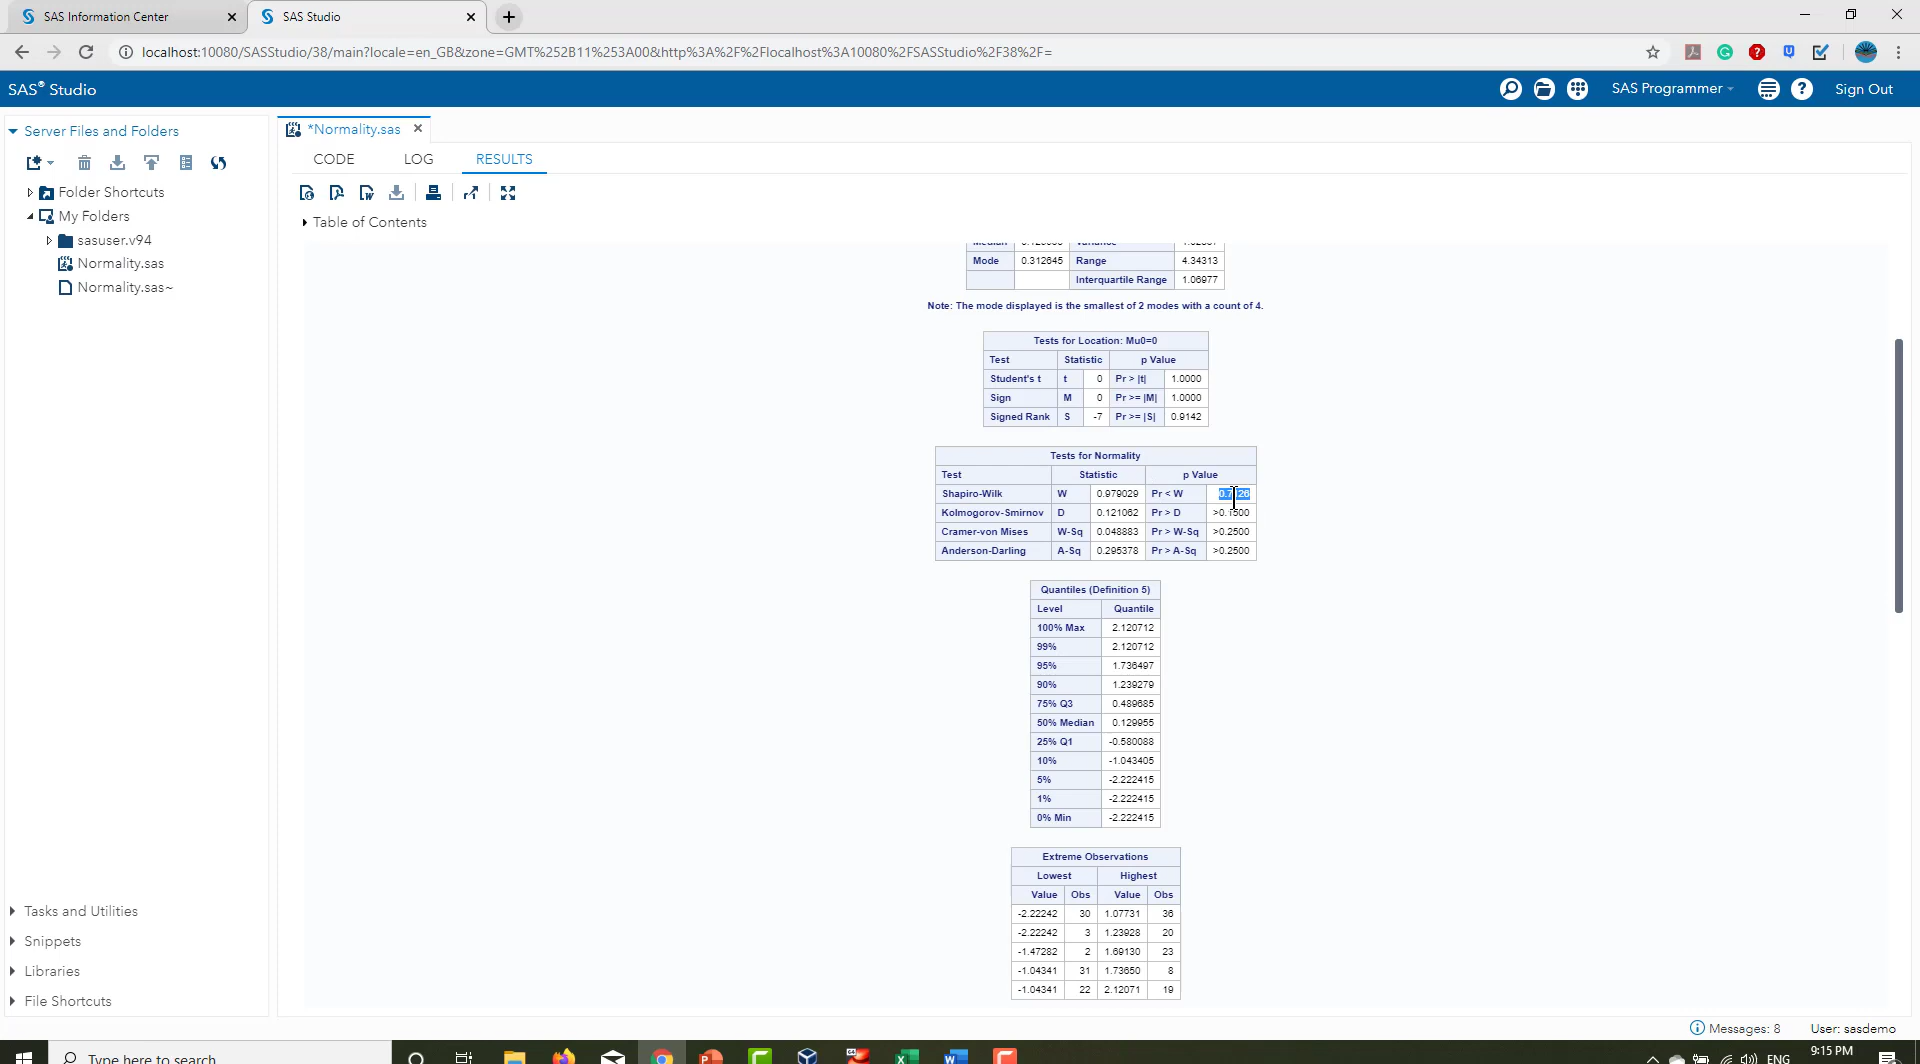 SAS Information Center
SAS Studio
localhost:10080/SASStudio/38/main?locale=en_GB&zone=GMT%252B11%253A00&http%3A%2F%2Flocalhost%3A10080%2FSASStudio%2F38%2F=
SAS® Studio
SAS Programmer
Sign Out
Server Files and Folders
Folder Shortcuts
My Folders
sasuser.v94
Normality.sas
Normality.sas~
Tasks and Utilities
Snippets
Libraries
File Shortcuts
*Normality.sas
CODE LOG RESULTS
Table of Contents
Mode 0.312645 Range 4.34313
Interquartile Range 1.06977
Note: The mode displayed is the smallest of 2 modes with a count of 4.
Tests for Location: Mu0=0
Test Statistic p Value
Student's t t 0 Pr > |t| 1.0000
Sign M 0 Pr >= |M| 1.0000
Signed Rank S -7 Pr >= |S| 0.9142
Tests for Normality
Test Statistic p Value
Shapiro-Wilk W 0.979029 Pr < W
Kolmogorov-Smirnov D 0.121062 Pr > D >0.1500
Cramer-von Mises W-Sq 0.048883 Pr > W-Sq >0.2500
Anderson-Darling A-Sq 0.295378 Pr > A-Sq >0.2500
Quantiles (Definition 5)
Level Quantile
100% Max 2.120712
99% 2.120712
95% 1.736497
90% 1.239279
75% Q3 0.489685
50% Median 0.129955
25% Q1 -0.580088
10% -1.043405
5% -2.222415
1% -2.222415
0% Min -2.222415
Extreme Observations
Lowest Highest
Value Obs Value Obs
-2.22242 30 1.07731 36
-2.22242 3 1.23928 20
-1.47282 2 1.69130 23
-1.04341 31 1.73650 8
-1.04341 22 2.12071 19
Messages: 8
User: sasdemo
Type here to search
ENG
9:15 PM